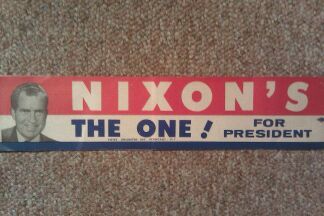 NIXON'S
THE ONE! FOR
PRESIDENT